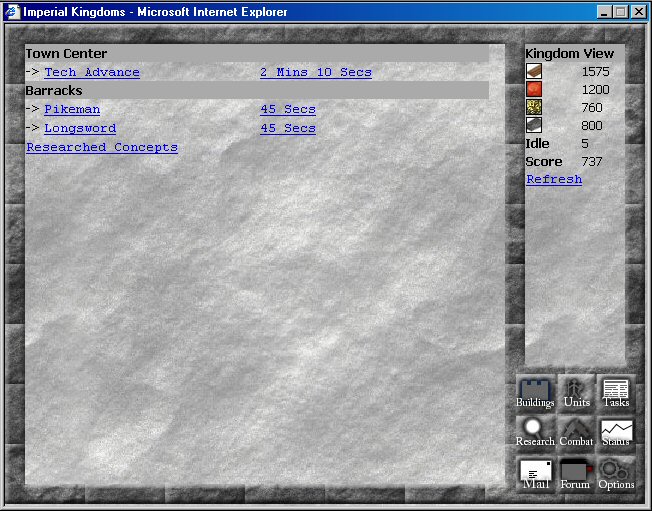 Imperial Kingdoms - Microsoft Internet Explorer
Town Center
-> Tech Advance 2 Mins 10 Secs
Barracks
-> Pikeman 45 Secs
-> Longsword 45 Secs
Researched Concepts
Kingdom View
1575
1200
760
800
Idle 5
Score 737
Refresh
Buildings Units Tasks
Research Combat Status
Mail Forum Options